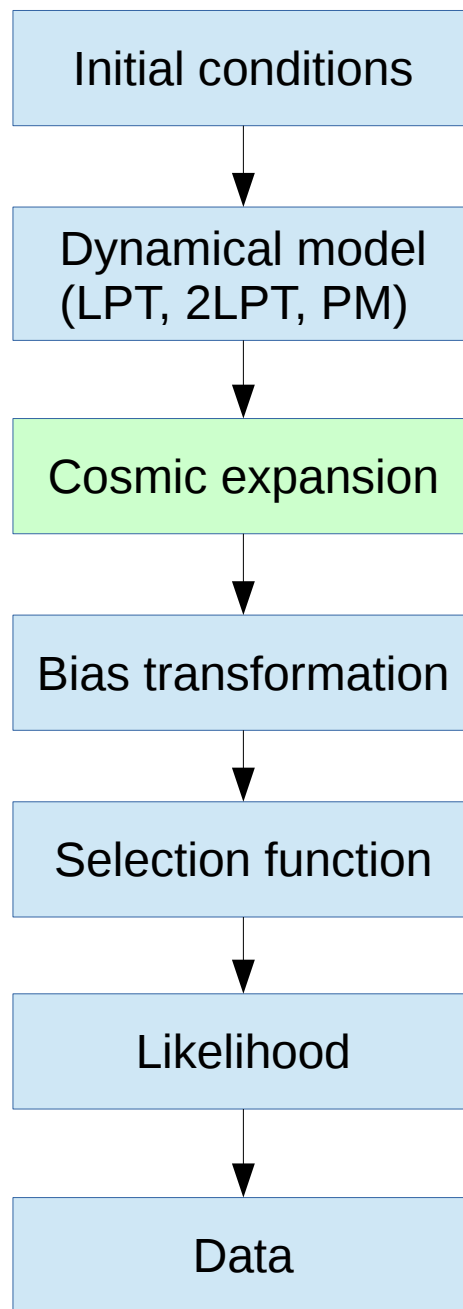 Initial conditions
Dynamical model
(LPT, 2LPT, PM)
Cosmic expansion
Bias transformation
Selection function
Likelihood
Data